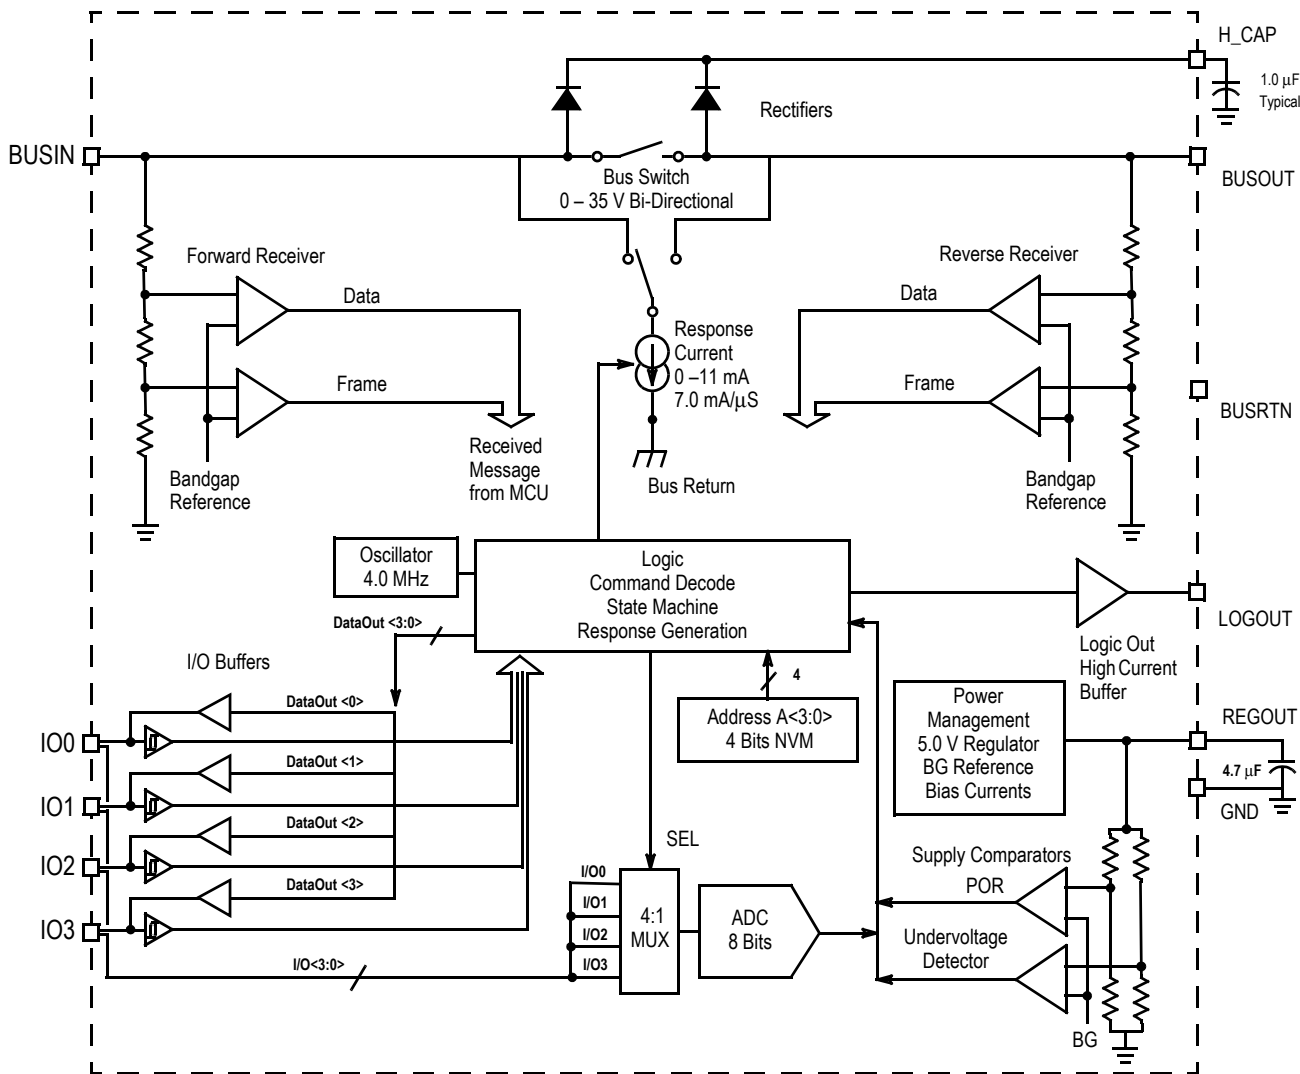 H_CAP
1.0 µF
Typical
Rectifiers
BUSIN
Bus Switch
0 – 35 V Bi-Directional
BUSOUT
Forward Receiver
Data
Frame
Bandgap
Reference
Received
Message
from MCU
Response
Current
0 –11 mA
7.0 mA/µS
Bus Return
Reverse Receiver
Data
Frame
Bandgap
Reference
BUSRTN
Oscillator
4.0 MHz
Logic
Command Decode
State Machine
Response Generation
DataOut <3:0>
LOGOUT
Logic Out
High Current
Buffer
I/O Buffers
4
Address A<3:0>
4 Bits NVM
Power
Management
5.0 V Regulator
BG Reference
Bias Currents
REGOUT
4.7 µF
GND
DataOut <0>
IO0
DataOut <1>
IO1
DataOut <2>
IO2
DataOut <3>
IO3
I/O<3:0>
SEL
I/O0
I/O1
I/O2
I/O3
4:1
MUX
ADC
8 Bits
Supply Comparators
POR
Undervoltage
Detector
BG